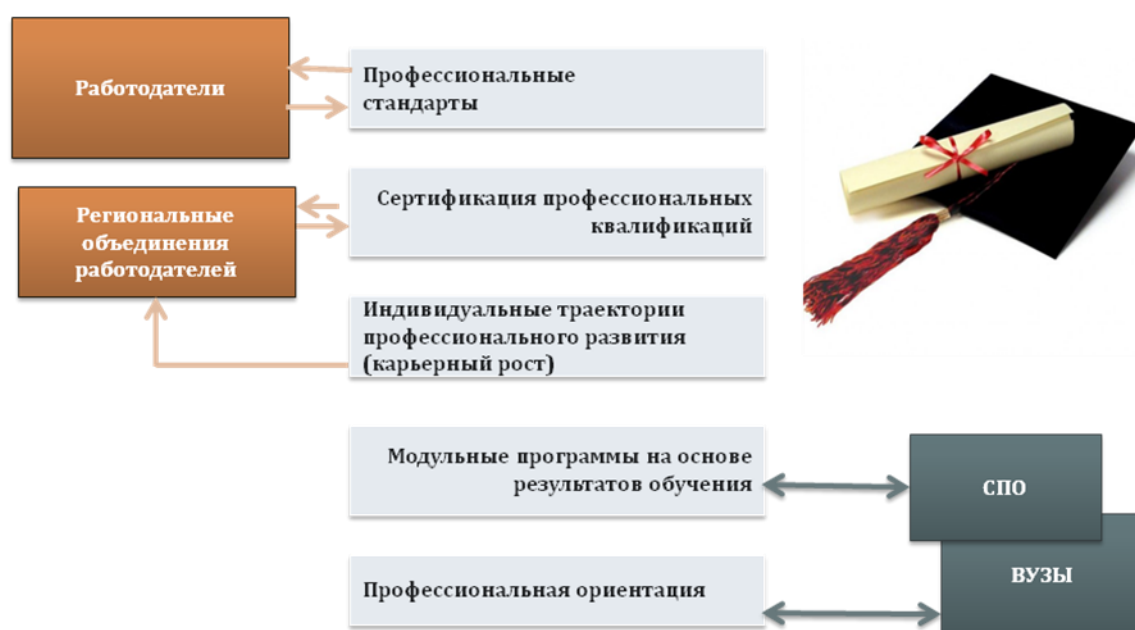 Работодатели
Профессиональные
стандарты
Региональные
объединения
работодателей
Сертификация профессиональных
квалификаций
Индивидуальные траектории
профессионального развития
(карьерный рост)
Модульные программы на основе
результатов обучения
СПО
Профессиональная ориентация
ВУЗЫ